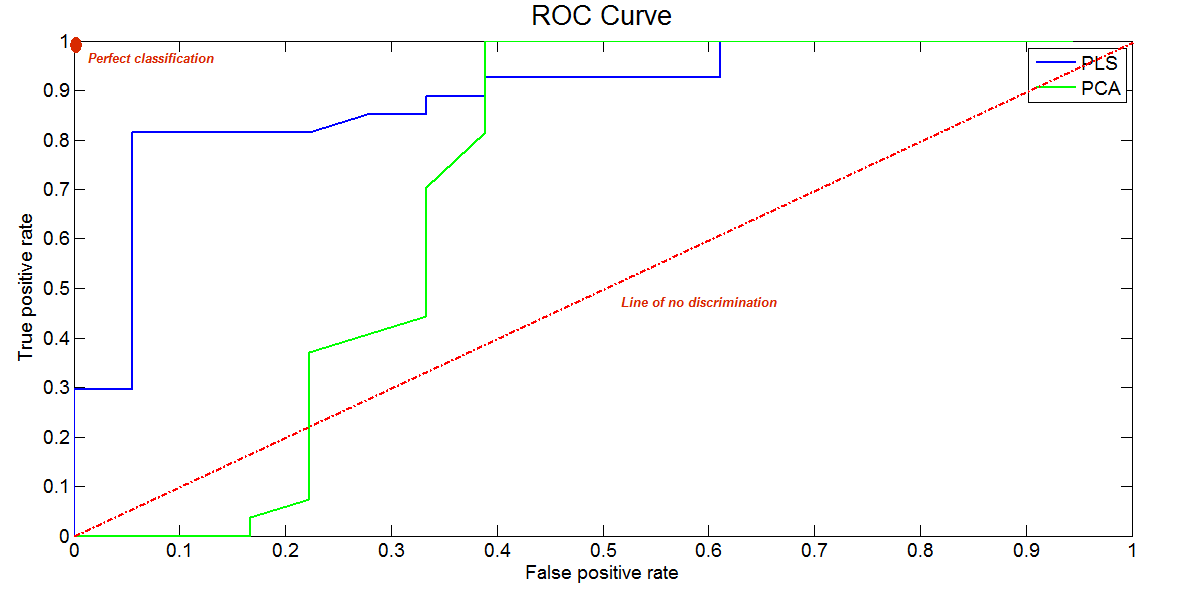 ROC Curve
1
Perfect classification
PLS
0.9
PCA
0.8
0.7
0.6
True positive rate
0.5
Line of no discrimination
0.4
0.3
0.2
0.1
0
0 0.1 0.2 0.3 0.4 0.5 0.6 0.7 0.8 0.9 1
False positive rate